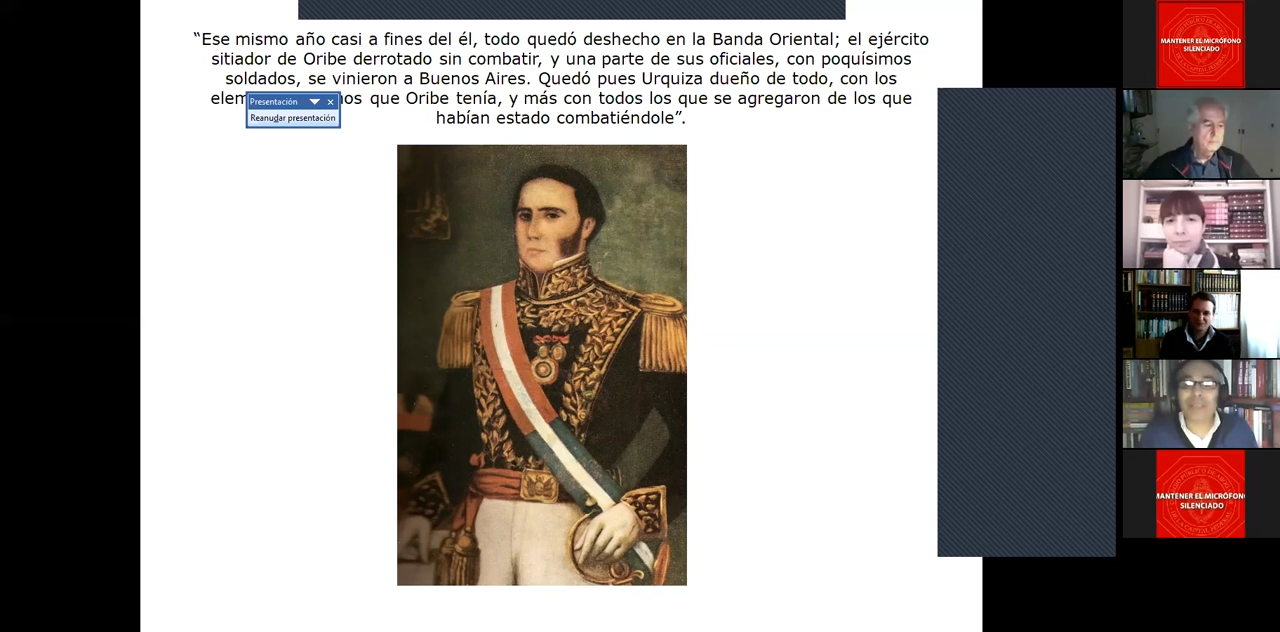 “Ese mismo año casi a fines del él, todo quedó deshecho en la Banda Oriental; el ejército
sitiador de Oribe derrotado sin combatir, y una parte de sus oficiales, con poquísimos
soldados, se vinieron a Buenos Aires. Quedó pues Urquiza dueño de todo, con los
que Oribe tenía, y más con todos los que se agregaron de los que
habían estado combatiéndole”.
Presentación
Reanudar presentación
MANTENER EL MICRÓFONO
SILENCIADO
MANTENER EL MICRÓFONO
SILENCIADO